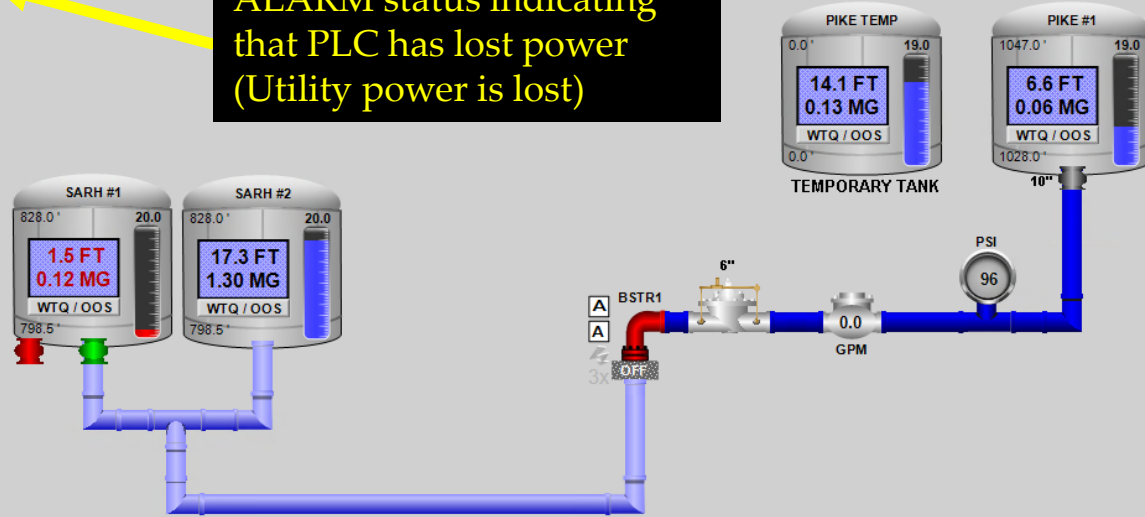 ALARM status indicating
that PLC has lost power
(Utility power is lost)
PIKE TEMP
0.0 '
19.0
14.1 FT
0.13 MG
WTQ / OOS
0.0 '
TEMPORARY TANK
PIKE #1
1047.0 '
19.0
6.6 FT
0.06 MG
WTQ / OOS
1028.0 '
10"
SARH #1
828.0 '
20.0
1.5 FT
0.12 MG
WTQ / OOS
798.5 '
SARH #2
828.0 '
20.0
17.3 FT
1.30 MG
WTQ / OOS
798.5 '
A
A
3x
BSTR1
OFF
6"
0.0
GPM
PSI
96